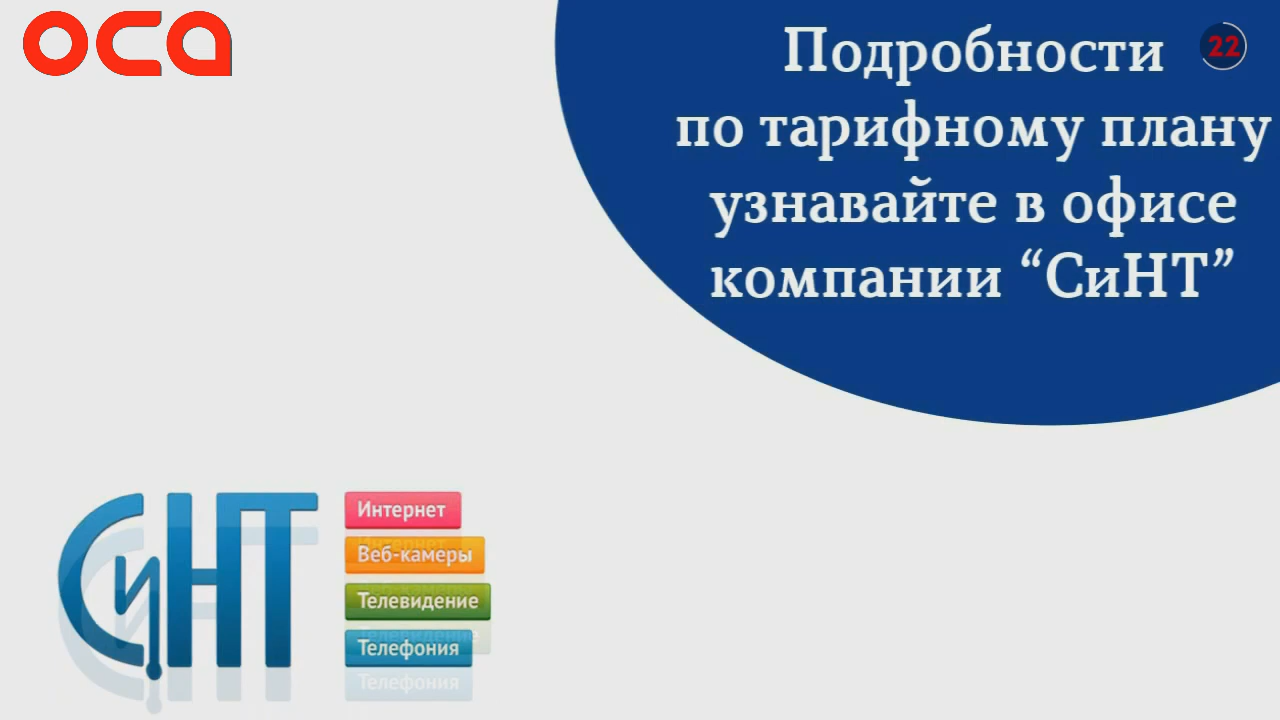 оса
Подробности
22
по тарифному плану
узнавайте в офисе
компании “СиНТ”
СиНТ
Интернет
Веб-камеры
Телевидение
Телефония